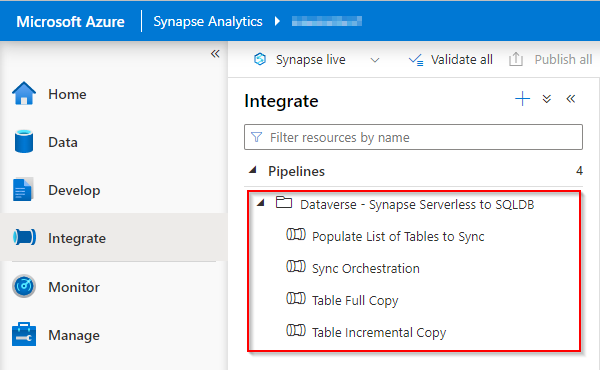 Microsoft Azure
Synapse Analytics
Home
Data
Develop
Integrate
Monitor
Manage
Synapse live
Validate all
Publish all
Integrate
Filter resources by name
Pipelines 4
Dataverse - Synapse Serverless to SQLDB
Populate List of Tables to Sync
Sync Orchestration
Table Full Copy
Table Incremental Copy